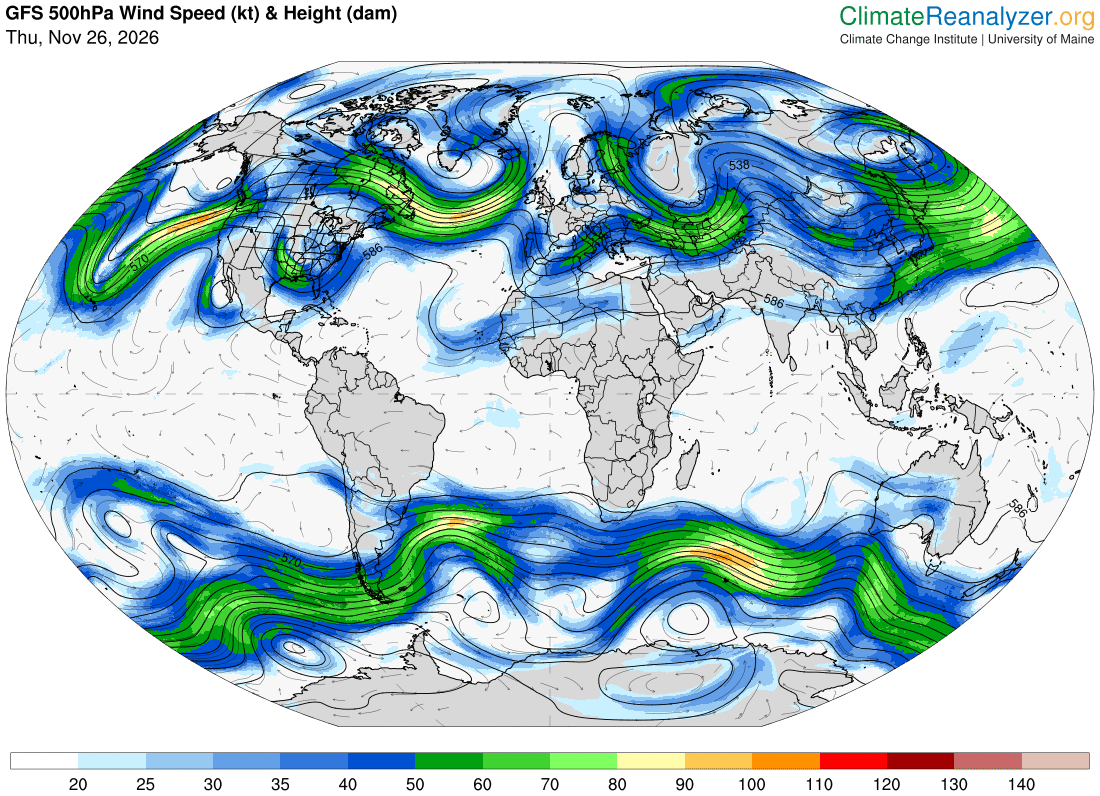 GFS 500hPa Wind Speed (kt) & Height (dam)
Thu, Nov 26, 2026
ClimateReanalyzer.org
Climate Change Institute | University of Maine
538
570
586
586
570
586
20 25 30 35 40 50 60 70 80 90 100 110 120 130 140